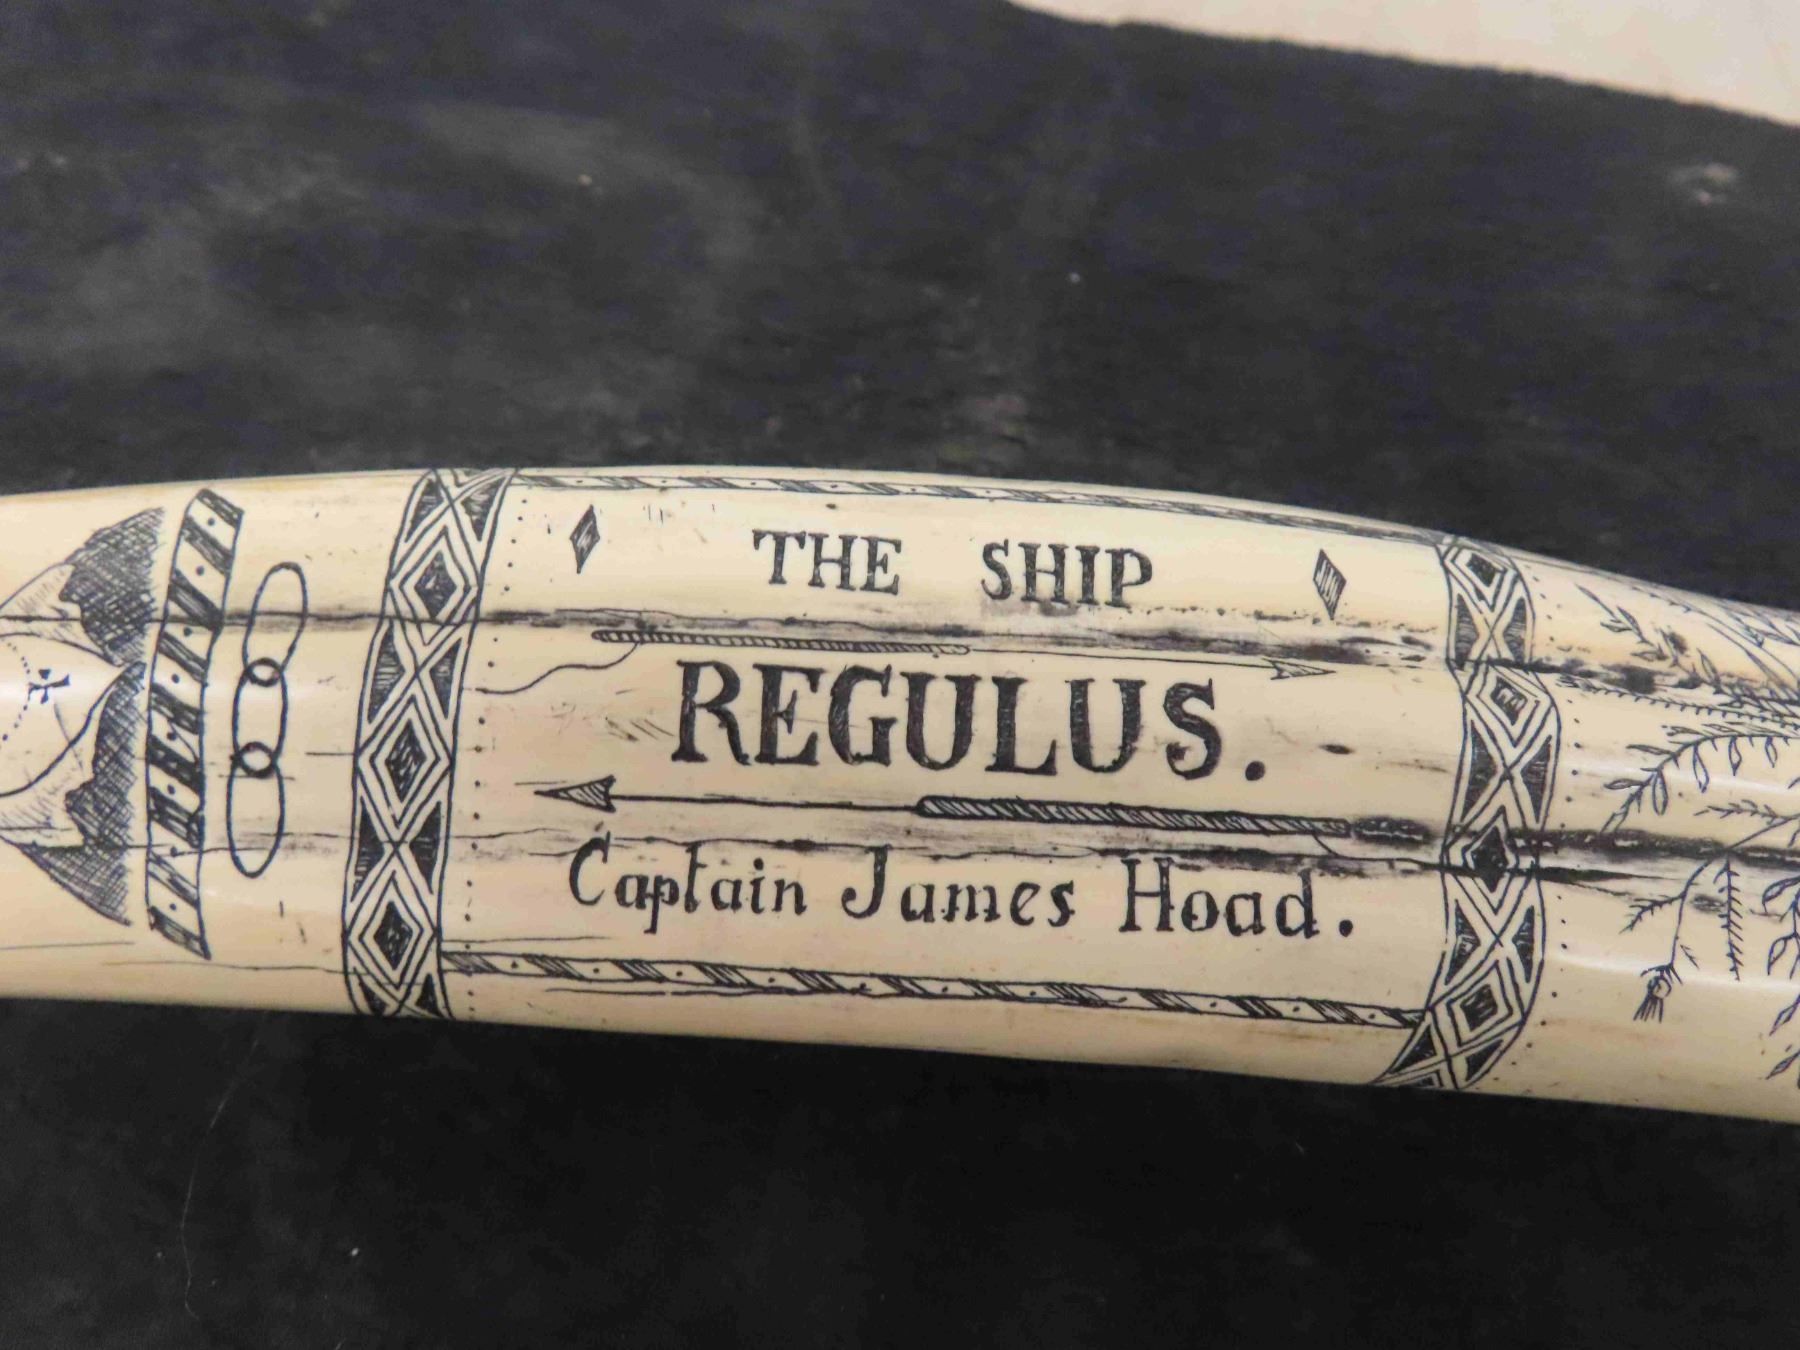 THE SHIP
REGULUS.
Captain James Hoad.